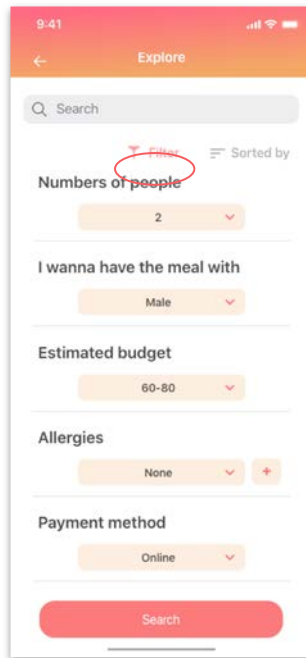 9:41
Explore
Search
Filter Sorted by
Numbers of people
2
I wanna have the meal with
Male
Estimated budget
60-80
Allergies
None +
Payment method
Online
Search